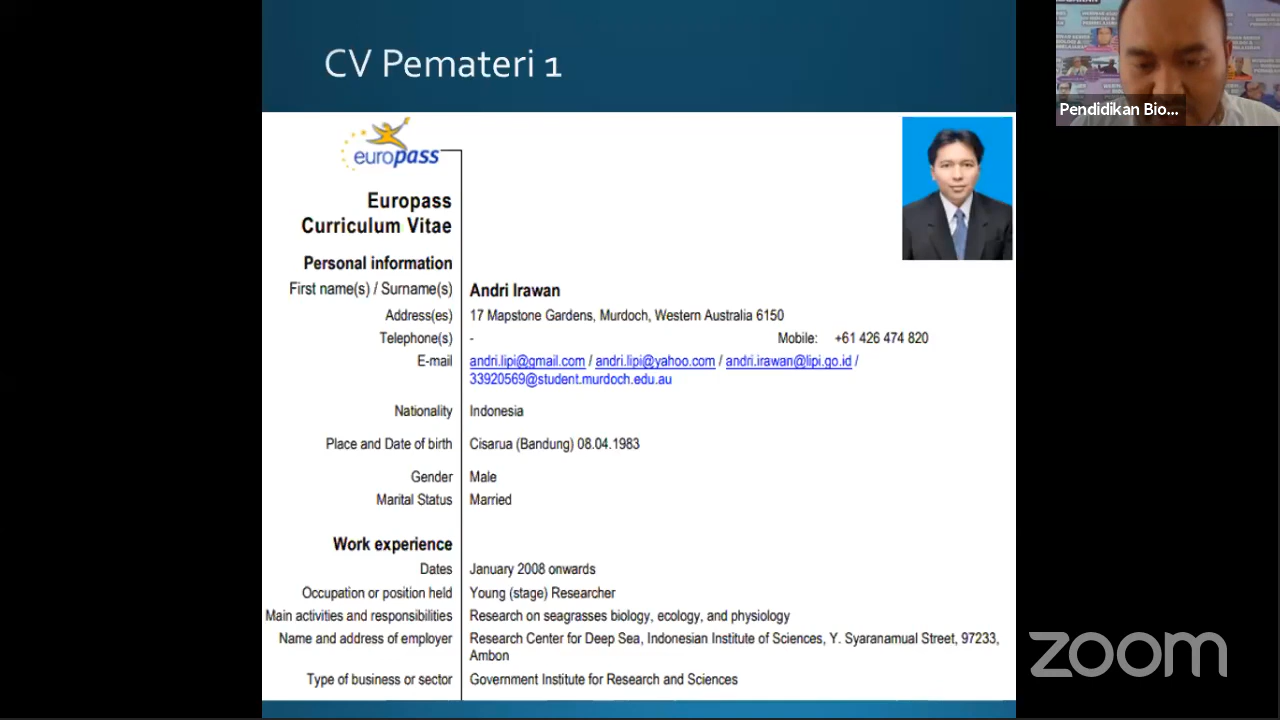 CV Pemateri 1
europass
Europass
Curriculum Vitae
Personal information
First name(s) / Surname(s) Andri Irawan
Address(es) 17 Mapstone Gardens, Murdoch, Western Australia 6150
Telephone(s) - Mobile: +61 426 474 820
E-mail andri.lipi@gmail.com / andri.lipi@yahoo.com / andri.irawan@lipi.go.id /
33920569@student.murdoch.edu.au
Nationality Indonesia
Place and Date of birth Cisarua (Bandung) 08.04.1983
Gender Male
Marital Status Married
Work experience
Dates January 2008 onwards
Occupation or position held Young (stage) Researcher
Main activities and responsibilities Research on seagrasses biology, ecology, and physiology
Name and address of employer Research Center for Deep Sea, Indonesian Institute of Sciences, Y. Syaranamual Street, 97233,
Ambon
Type of business or sector Government Institute for Research and Sciences
Pendidikan Bio...
zoom